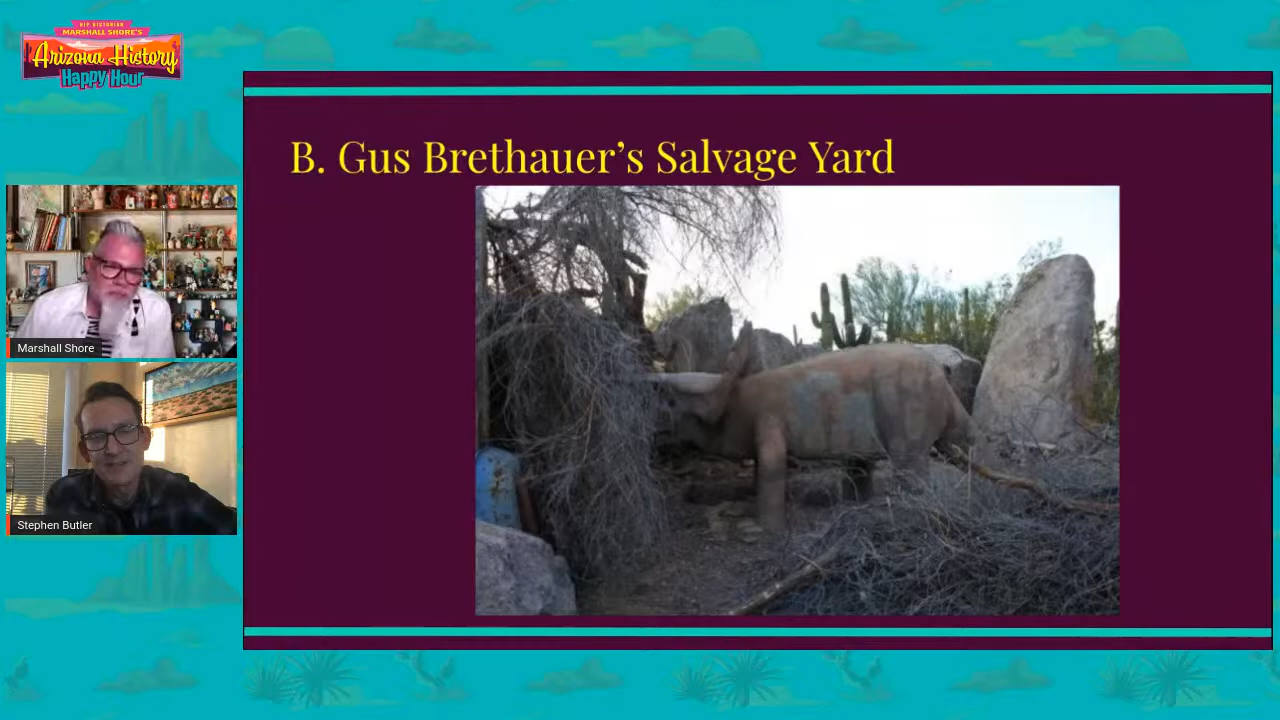 HIP HISTORIAN
MARSHALL SHORE'S
Arizona History
Happy Hour
B. Gus Brethauer's Salvage Yard
Marshall Shore
Stephen Butler